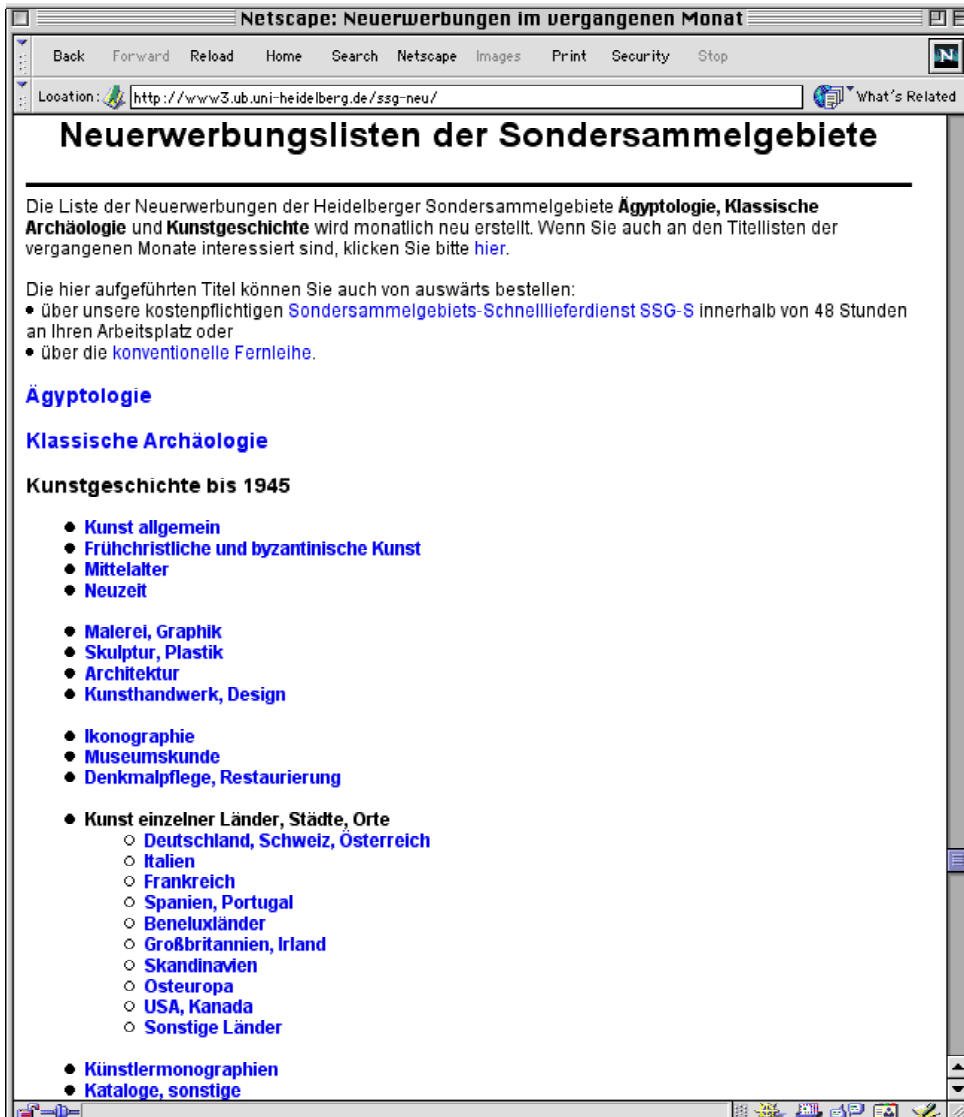 Netscape: Neuerwerbungen im vergangenen Monat
Back Forward Reload Home Search Netscape Images Print Security Stop
N
Location: http://www3.ub.uni-heidelberg.de/ssg-neu/ What's Related
Neuerwerbungslisten der Sondersammelgebiete
Die Liste der Neuerwerbungen der Heidelberger Sondersammelgebiete Ägyptologie, Klassische
Archäologie und Kunstgeschichte wird monatlich neu erstellt. Wenn Sie auch an den Titellisten der
vergangenen Monate interessiert sind, klicken Sie bitte hier.
Die hier aufgeführten Titel können Sie auch von auswärts bestellen:
• über unsere kostenpflichtigen Sondersammelgebiets-Schnelllieferdienst SSG-S innerhalb von 48 Stunden
an Ihren Arbeitsplatz oder
• über die konventionelle Fernleihe.
Ägyptologie
Klassische Archäologie
Kunstgeschichte bis 1945
• Kunst allgemein
• Frühchristliche und byzantinische Kunst
• Mittelalter
• Neuzeit
• Malerei, Graphik
• Skulptur, Plastik
• Architektur
• Kunsthandwerk, Design
• Ikonographie
• Museumskunde
• Denkmalpflege, Restaurierung
• Kunst einzelner Länder, Städte, Orte
○ Deutschland, Schweiz, Österreich
○ Italien
○ Frankreich
○ Spanien, Portugal
○ Beneluxländer
○ Großbritannien, Irland
○ Skandinavien
○ Osteuropa
○ USA, Kanada
○ Sonstige Länder
• Künstlermonographien
• Kataloge, sonstige